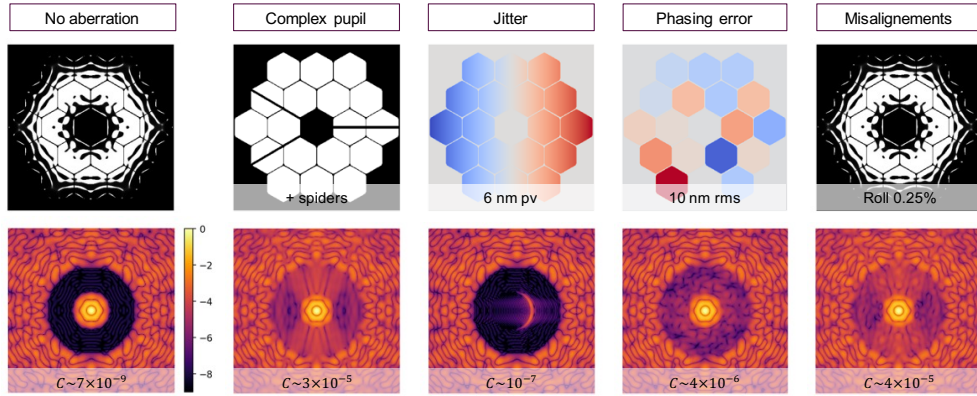 No aberration
Complex pupil
Jitter
Phasing error
Misalignements
+ spiders
6 nm pv
10 nm rms
Roll 0.25%
0
−2
−4
−6
−8
C~7×10⁻⁹
C~3×10⁻⁵
C~10⁻⁷
C~4×10⁻⁶
C~4×10⁻⁵